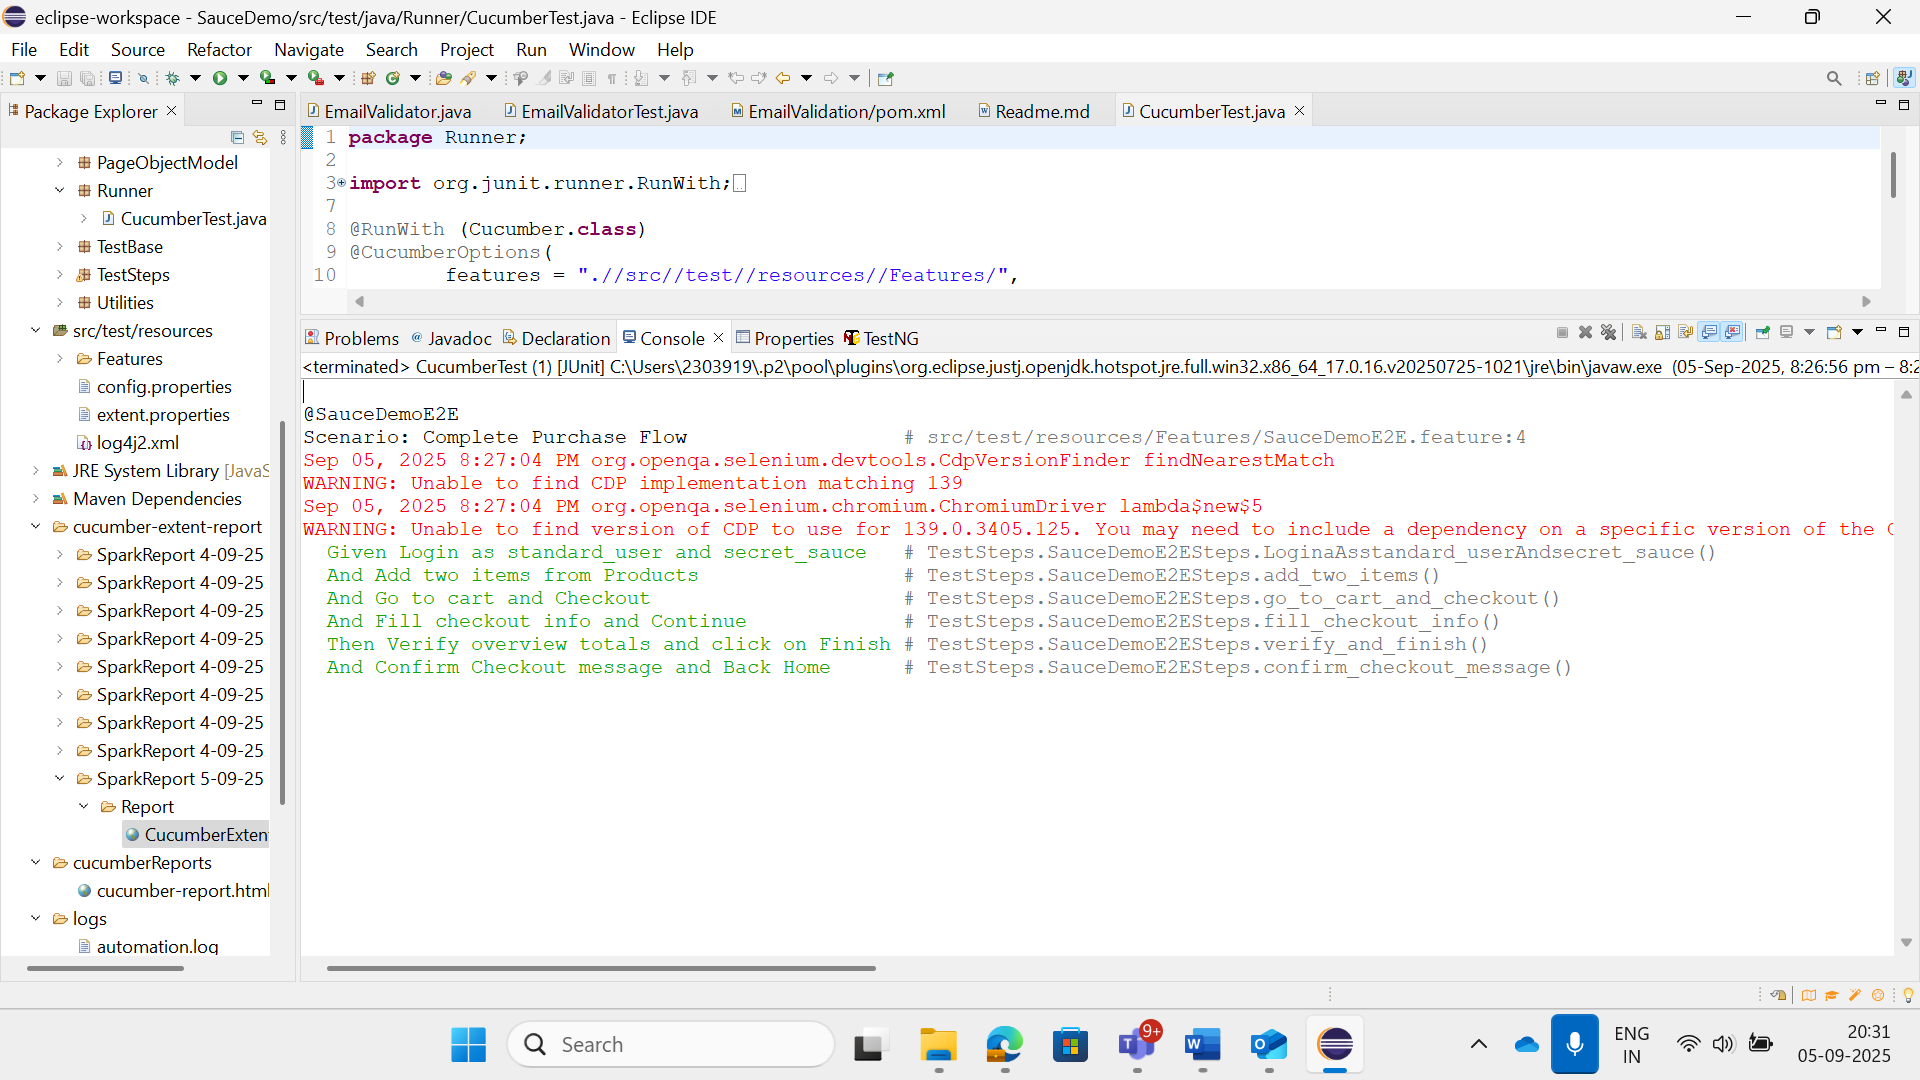 eclipse-workspace - SauceDemo/src/test/java/Runner/CucumberTest.java - Eclipse IDE
File Edit Source Refactor Navigate Search Project Run Window Help
Package Explorer
PageObjectModel
Runner
CucumberTest.java
TestBase
TestSteps
Utilities
src/test/resources
Features
config.properties
extent.properties
log4j2.xml
JRE System Library [JavaS
Maven Dependencies
cucumber-extent-report
SparkReport 4-09-25
SparkReport 4-09-25
SparkReport 4-09-25
SparkReport 4-09-25
SparkReport 4-09-25
SparkReport 4-09-25
SparkReport 4-09-25
SparkReport 4-09-25
SparkReport 5-09-25
Report
CucumberExten
cucumberReports
cucumber-report.html
logs
automation.log
EmailValidator.java EmailValidatorTest.java EmailValidation/pom.xml Readme.md CucumberTest.java
1 package Runner;
2
3 import org.junit.runner.RunWith;
7
8 @RunWith (Cucumber.class)
9 @CucumberOptions(
10 features = ".//src//test//resources//Features/",
Problems Javadoc Declaration Console Properties TestNG
<terminated> CucumberTest (1) [JUnit] C:\Users\2303919\.p2\pool\plugins\org.eclipse.justj.openjdk.hotspot.jre.full.win32.x86_64_17.0.16.v20250725-1021\jre\bin\javaw.exe (05-Sep-2025, 8:26:56 pm – 8:2
@SauceDemoE2E
Scenario: Complete Purchase Flow # src/test/resources/Features/SauceDemoE2E.feature:4
Sep 05, 2025 8:27:04 PM org.openqa.selenium.devtools.CdpVersionFinder findNearestMatch
WARNING: Unable to find CDP implementation matching 139
Sep 05, 2025 8:27:04 PM org.openqa.selenium.chromium.ChromiumDriver lambda$new$5
WARNING: Unable to find version of CDP to use for 139.0.3405.125. You may need to include a dependency on a specific version of the C
Given Login as standard_user and secret_sauce # TestSteps.SauceDemoE2ESteps.LoginaAsstandard_userAndsecret_sauce()
And Add two items from Products # TestSteps.SauceDemoE2ESteps.add_two_items()
And Go to cart and Checkout # TestSteps.SauceDemoE2ESteps.go_to_cart_and_checkout()
And Fill checkout info and Continue # TestSteps.SauceDemoE2ESteps.fill_checkout_info()
Then Verify overview totals and click on Finish # TestSteps.SauceDemoE2ESteps.verify_and_finish()
And Confirm Checkout message and Back Home # TestSteps.SauceDemoE2ESteps.confirm_checkout_message()
Search
9+
ENG
IN
20:31
05-09-2025